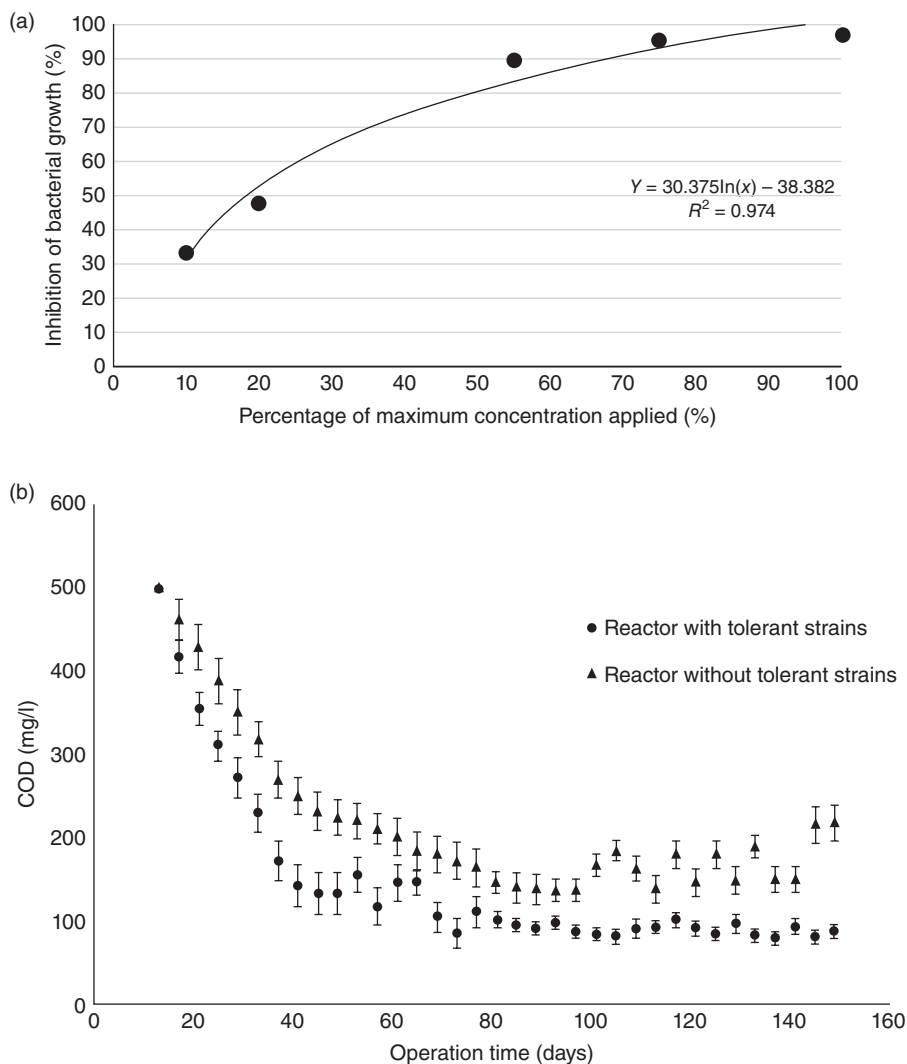 (a)
100
90
80
70
60
50
40
30
20
10
0
Inhibition of bacterial growth (%)
Y = 30.375ln(x) – 38.382
R² = 0.974
0 10 20 30 40 50 60 70 80 90 100
Percentage of maximum concentration applied (%)
(b)
600
500
400
300
200
100
0
COD (mg/l)
Reactor with tolerant strains
Reactor without tolerant strains
0 20 40 60 80 100 120 140 160
Operation time (days)